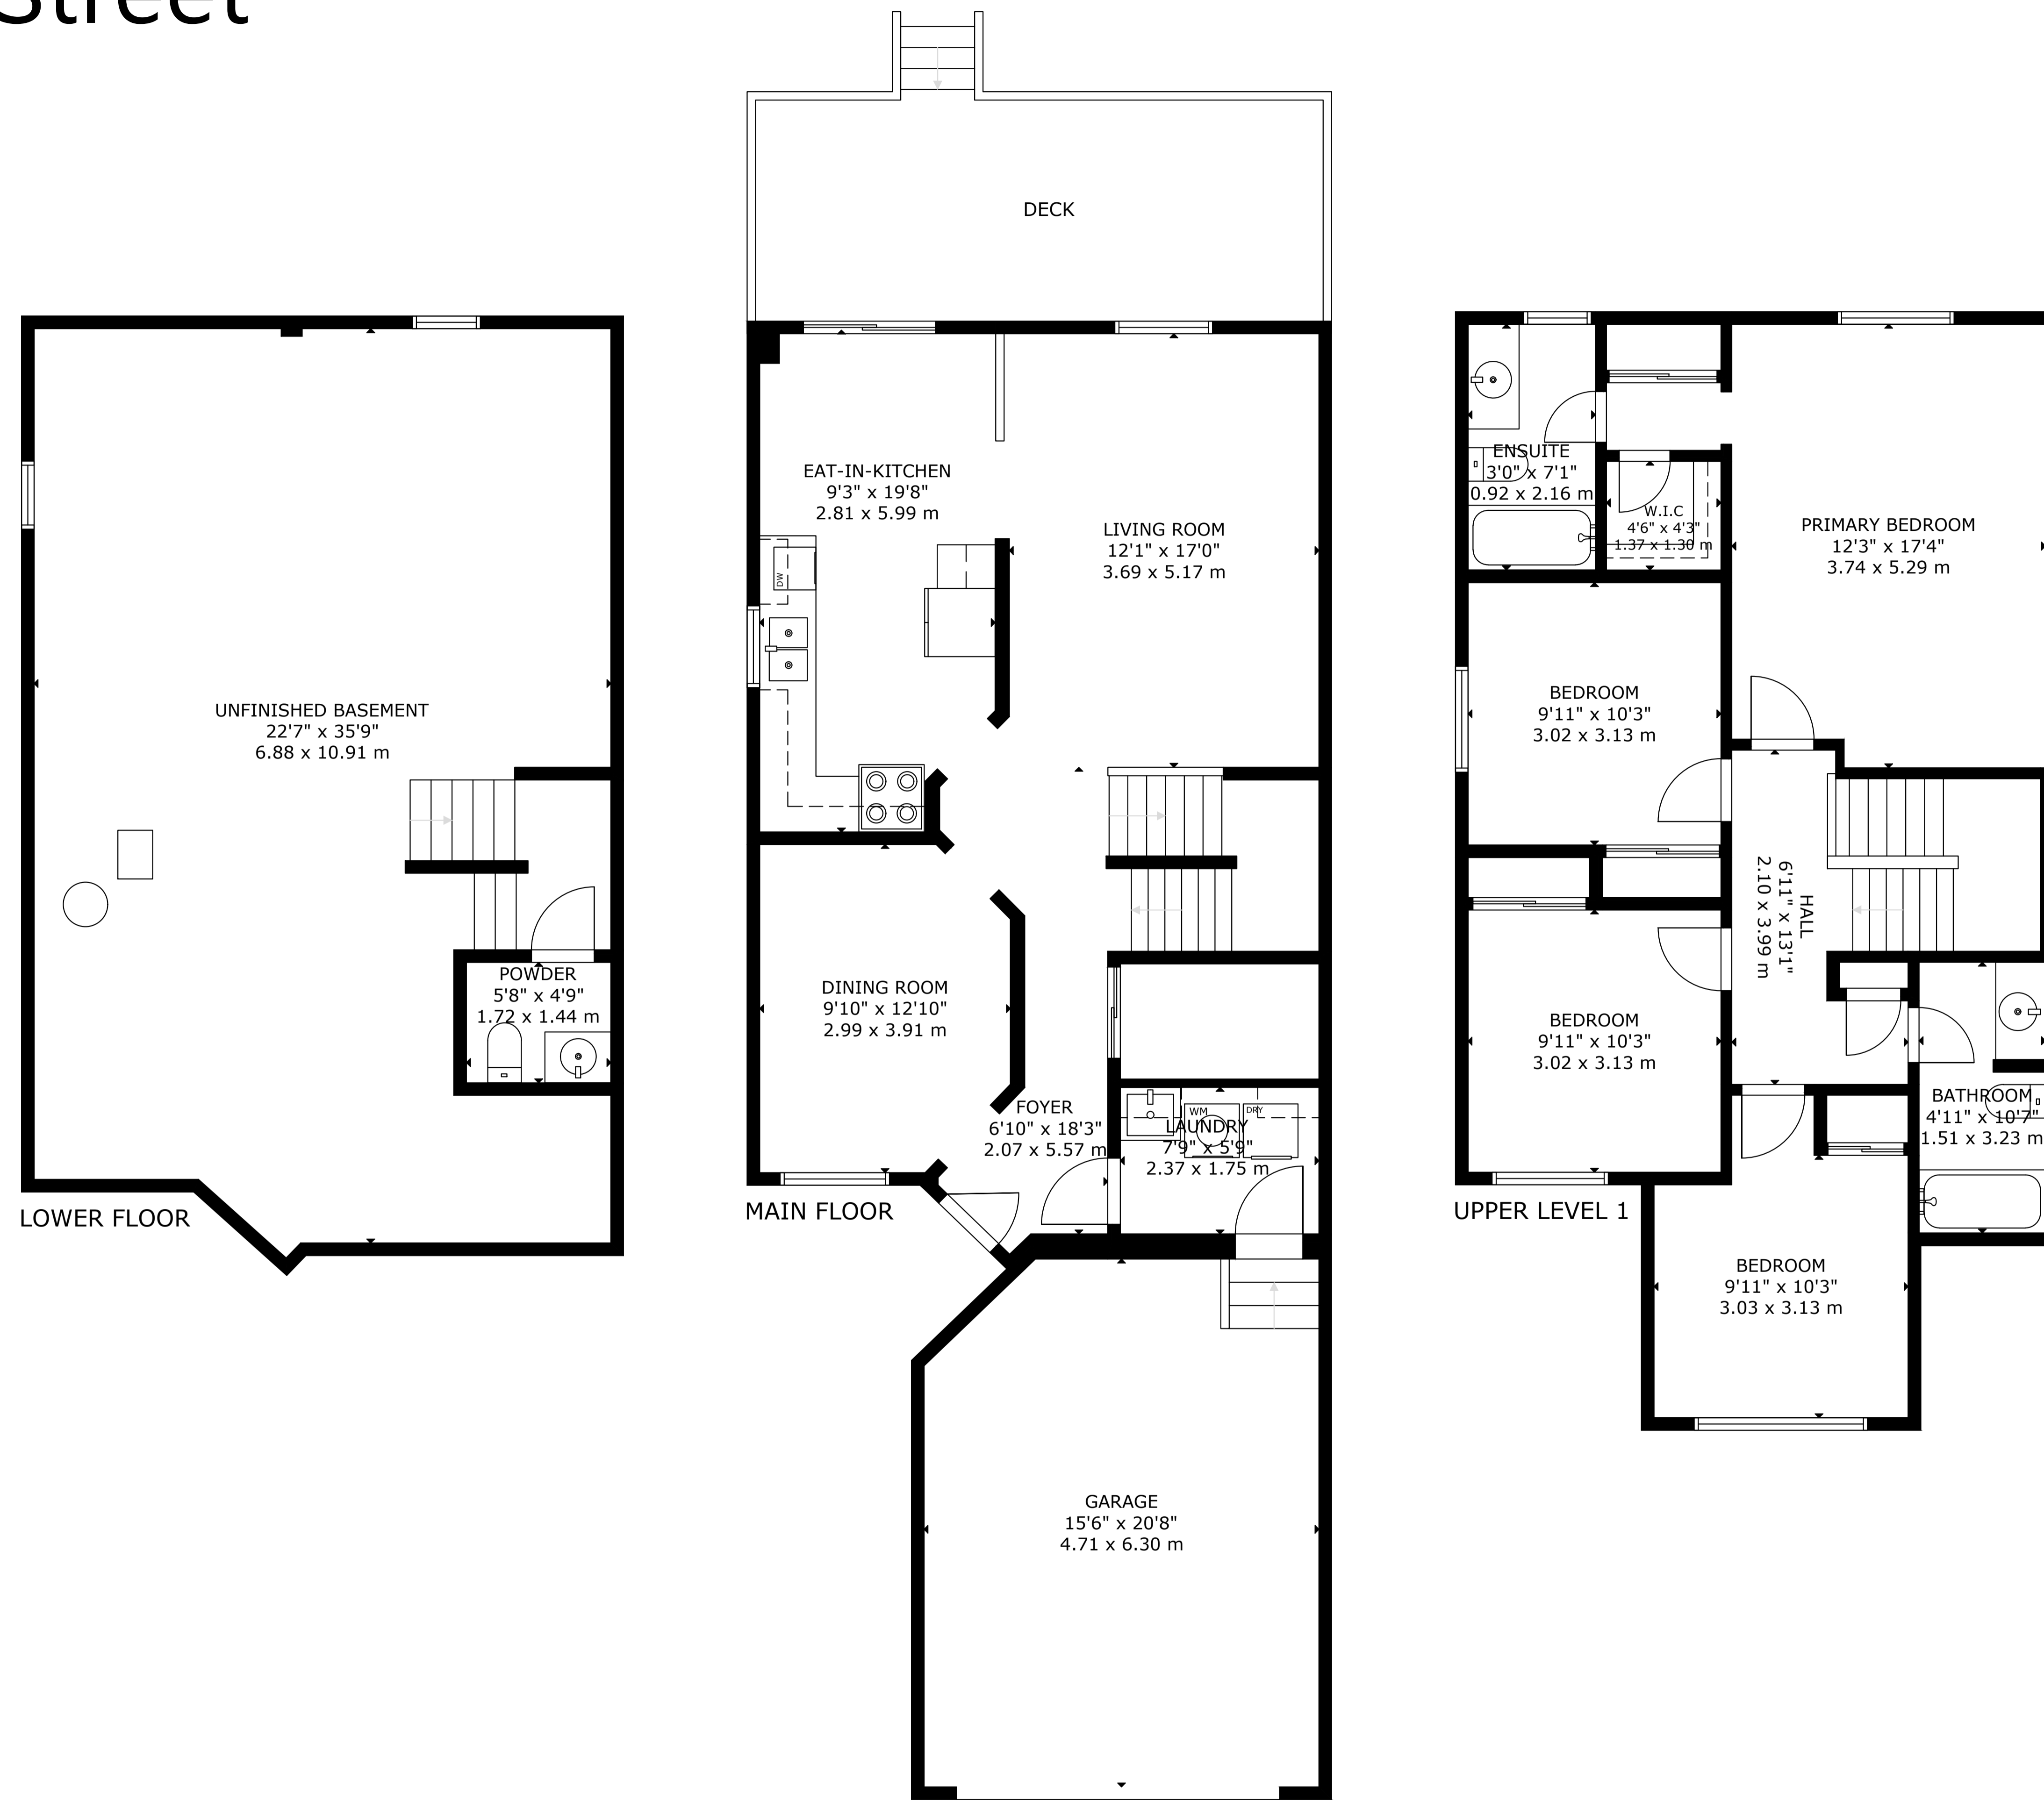 Street
DECK
EAT-IN-KITCHEN
9'3" x 19'8"
2.81 x 5.99 m
LIVING ROOM
12'1" x 17'0"
3.69 x 5.17 m
DW
DINING ROOM
9'10" x 12'10"
2.99 x 3.91 m
FOYER
6'10" x 18'3"
2.07 x 5.57 m
WM
DRY
LAUNDRY
7'9" x 5'9"
2.37 x 1.75 m
MAIN FLOOR
GARAGE
15'6" x 20'8"
4.71 x 6.30 m
UNFINISHED BASEMENT
22'7" x 35'9"
6.88 x 10.91 m
POWDER
5'8" x 4'9"
1.72 x 1.44 m
LOWER FLOOR
ENSUITE
3'0" x 7'1"
0.92 x 2.16 m
W.I.C
4'6" x 4'3"
1.37 x 1.30 m
PRIMARY BEDROOM
12'3" x 17'4"
3.74 x 5.29 m
BEDROOM
9'11" x 10'3"
3.02 x 3.13 m
HALL
6'11" x 13'1"
2.10 x 3.99 m
BEDROOM
9'11" x 10'3"
3.02 x 3.13 m
BATHROOM
4'11" x 10'7"
1.51 x 3.23 m
UPPER LEVEL 1
BEDROOM
9'11" x 10'3"
3.03 x 3.13 m